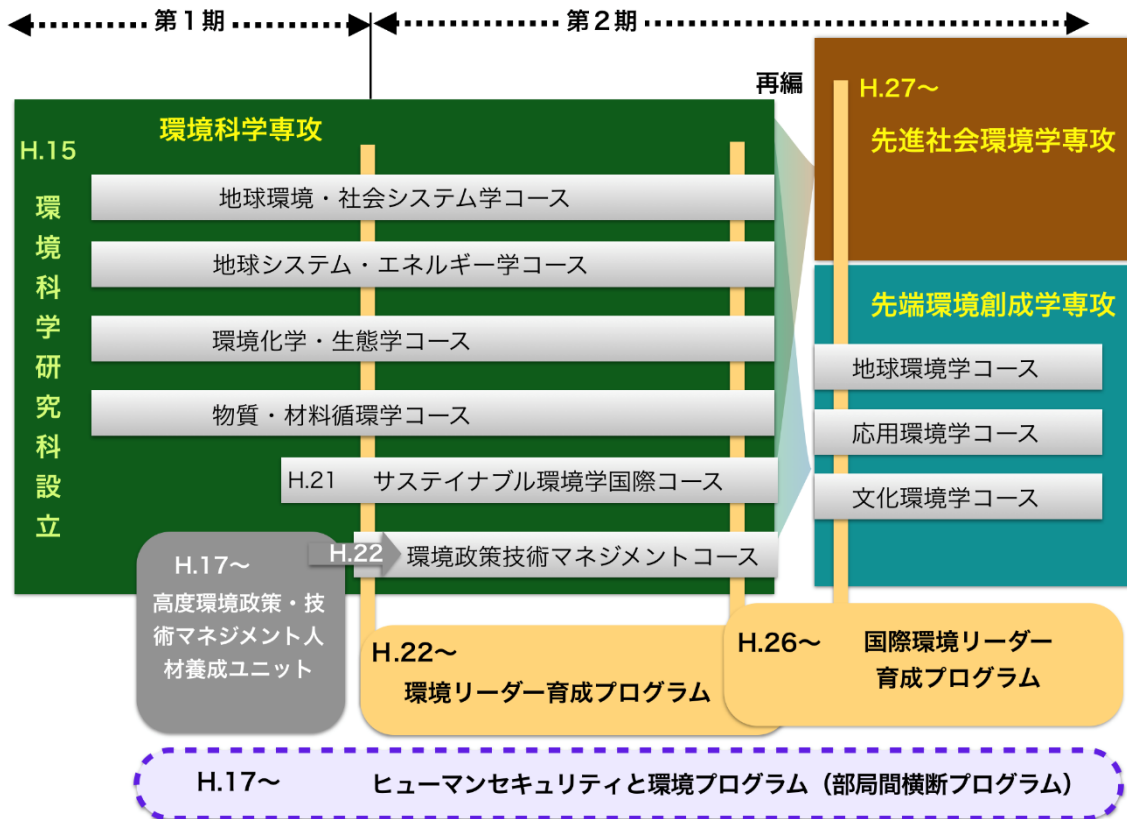 第1期
第2期
再編
環境科学専攻
H.15
環境科学研究科設立
地球環境・社会システム学コース
地球システム・エネルギー学コース
環境化学・生態学コース
物質・材料循環学コース
H.21 サステイナブル環境学国際コース
H.22 環境政策技術マネジメントコース
H.27〜
先進社会環境学専攻
先端環境創成学専攻
地球環境学コース
応用環境学コース
文化環境学コース
H.17〜
高度環境政策・技
術マネジメント人
材養成ユニット
H.22〜
環境リーダー育成プログラム
H.26〜
国際環境リーダー
育成プログラム
H.17〜 ヒューマンセキュリティと環境プログラム（部局間横断プログラム）